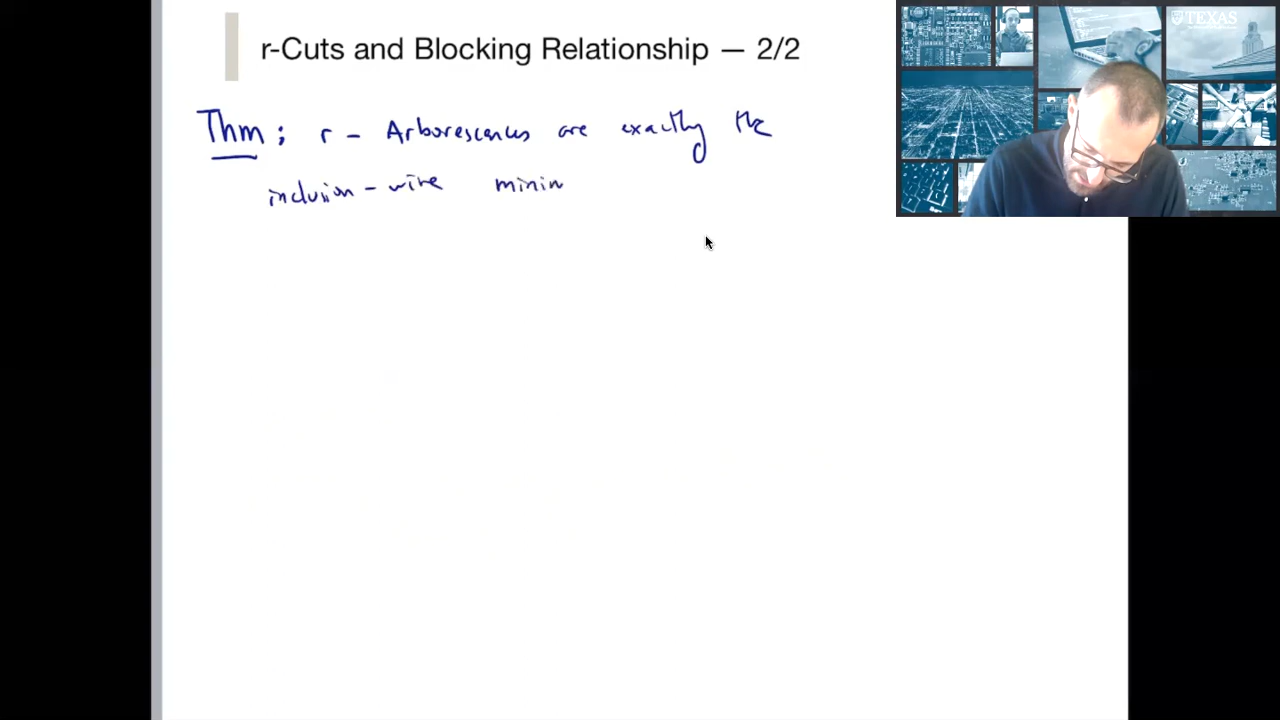 r-Cuts and Blocking Relationship — 2/2
TEXAS
Thm: r - Arborescences are exactly the
inclusion - wise minim